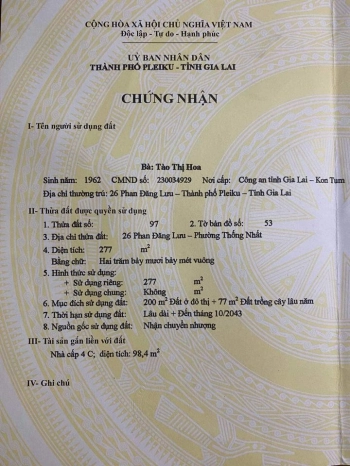 CỘNG HÒA XÃ HỘI CHỦ NGHĨA VIỆT NAM
Độc lập - Tự do - Hạnh phúc
UỶ BAN NHÂN DÂN
THÀNH PHỐ PLEIKU - TỈNH GIA LAI
CHỨNG NHẬN
I- Tên người sử dụng đất
Bà: Tào Thị Hoa
Sinh năm: 1962 CMND số: 230034929 Nơi cấp: Công an tỉnh Gia Lai – Kon Tum
Địa chỉ thường trú: 26 Phan Đăng Lưu – Thành phố Pleiku – Tỉnh Gia Lai
II- Thửa đất được quyền sử dụng
1. Thửa đất số: 97 2. Tờ bản đồ số: 53
3. Địa chỉ thửa đất: 26 Phan Đăng Lưu – Phường Thống Nhất
4. Diện tích: 277 m²
Bằng chữ: Hai trăm bảy mươi bảy mét vuông
5. Hình thức sử dụng:
+ Sử dụng riêng: 277 m²
+ Sử dụng chung: Không m²
6. Mục đích sử dụng đất: 200 m² Đất ở đô thị + 77 m² Đất trồng cây lâu năm
7. Thời hạn sử dụng đất: Lâu dài + Đến tháng 10/2043
8. Nguồn gốc sử dụng đất: Nhận chuyển nhượng
III- Tài sản gắn liền với đất
Nhà cấp 4 C; diện tích: 98,4 m²
IV- Ghi chú